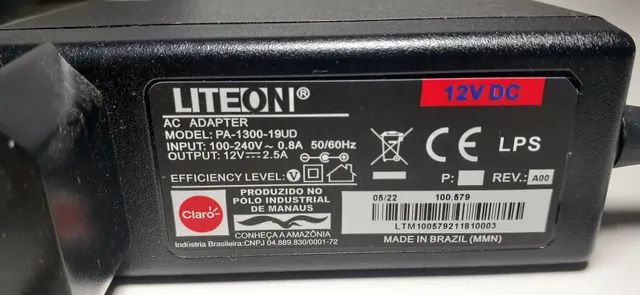 LITEON®
12V DC
AC ADAPTER
MODEL: PA-1300-19UD
INPUT: 100-240V~ 0.8A 50/60Hz
OUTPUT: 12V⎓2.5A
EFFICIENCY LEVEL: V
CE
LPS
P: REV.: A00
Claro-
PRODUZIDO NO
PÓLO INDUSTRIAL
DE MANAUS
CONHEÇA A AMAZÔNIA
Indústria Brasileira:CNPJ 04.889.830/0001-72
05/22 100.579
LTM100579211810003
MADE IN BRAZIL (MMN)